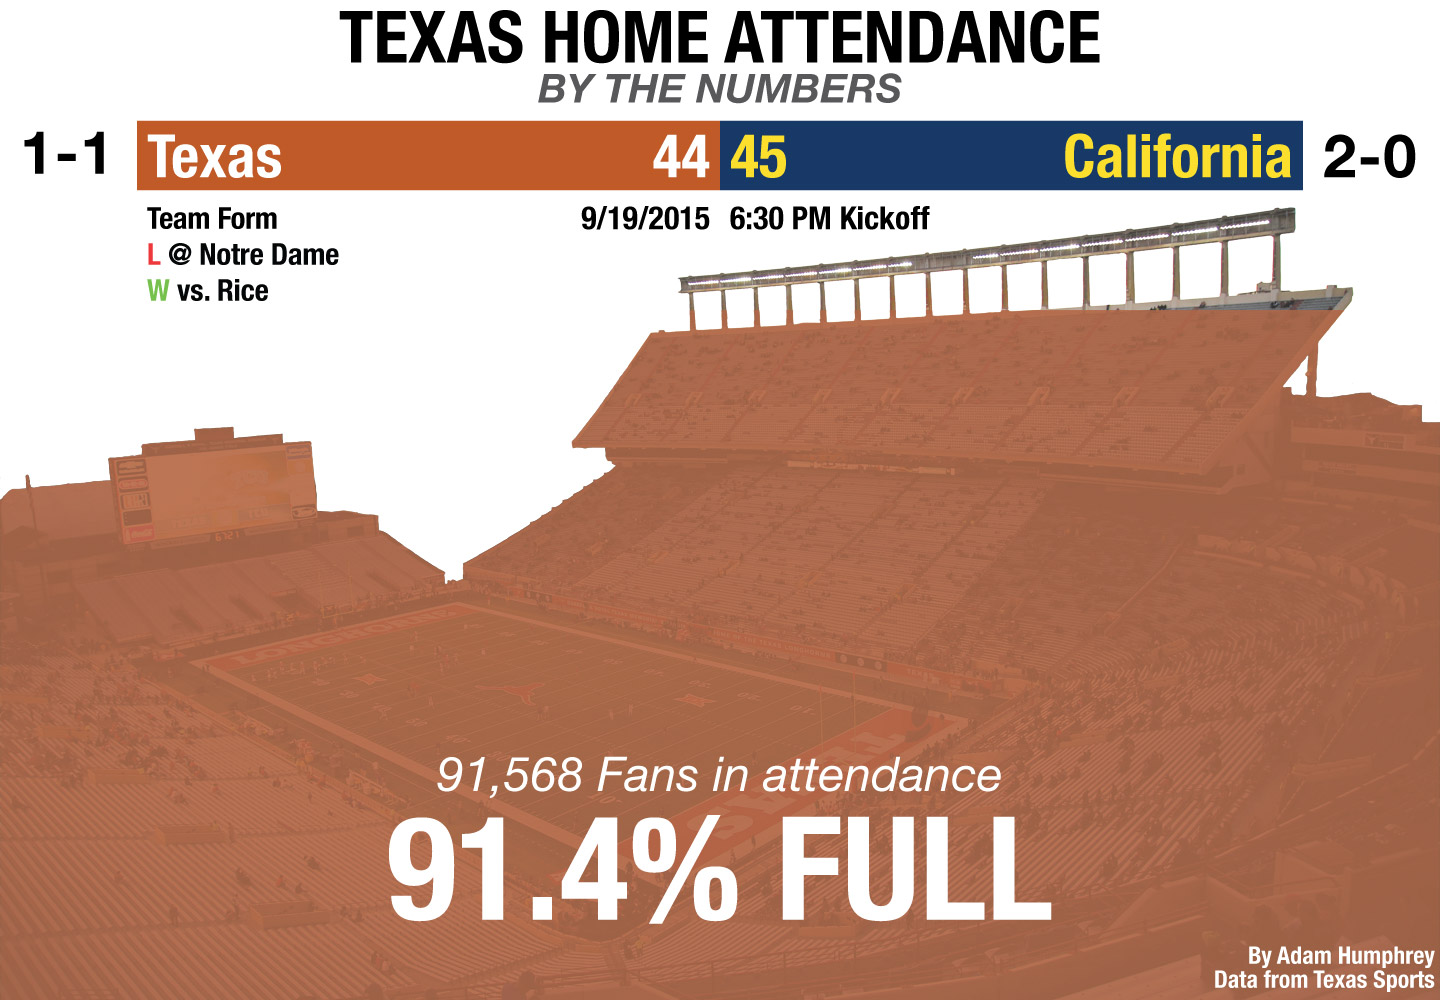 TEXAS HOME ATTENDANCE
BY THE NUMBERS
1-1 Texas 44 45 California 2-0
Team Form 9/19/2015 6:30 PM Kickoff
L @ Notre Dame
W vs. Rice
91,568 Fans in attendance
91.4% FULL
By Adam Humphrey
Data from Texas Sports